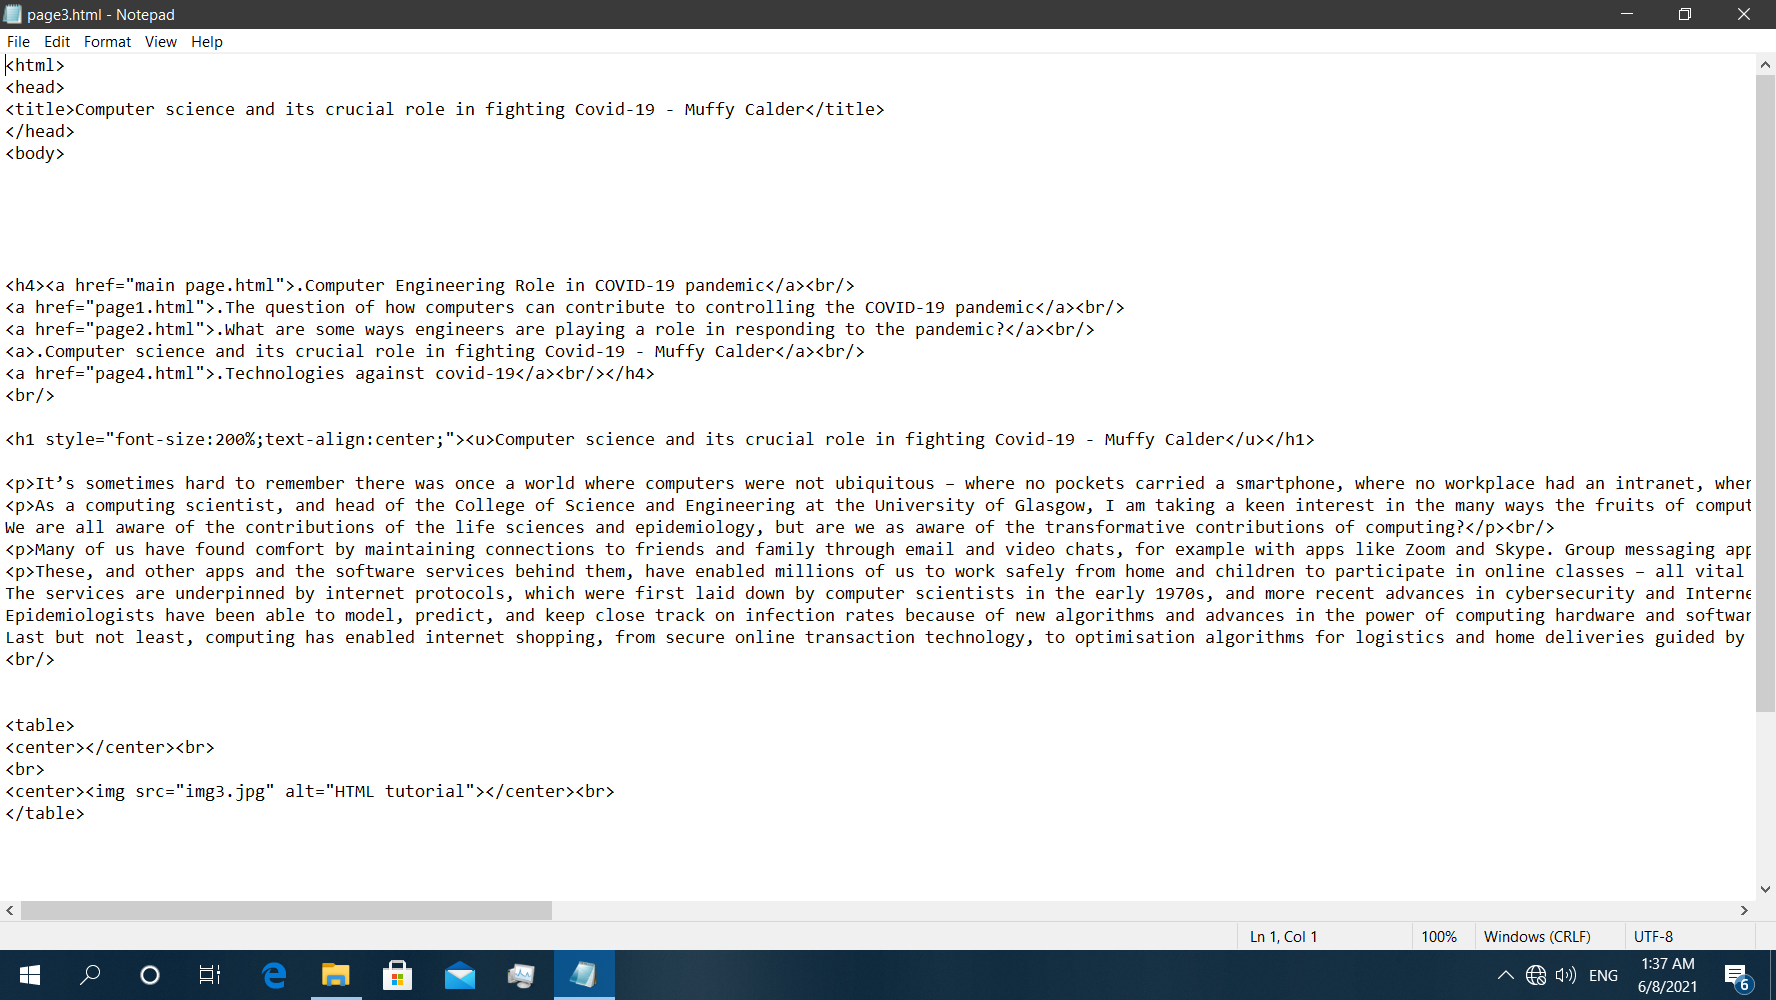 page3.html - Notepad
File Edit Format View Help
<html>
<head>
<title>Computer science and its crucial role in fighting Covid-19 - Muffy Calder</title>
</head>
<body>
<h4><a href="main page.html">.Computer Engineering Role in COVID-19 pandemic</a><br/>
<a href="page1.html">.The question of how computers can contribute to controlling the COVID-19 pandemic</a><br/>
<a href="page2.html">.What are some ways engineers are playing a role in responding to the pandemic?</a><br/>
<a>.Computer science and its crucial role in fighting Covid-19 - Muffy Calder</a><br/>
<a href="page4.html">.Technologies against covid-19</a><br/></h4>
<br/>
<h1 style="font-size:200%;text-align:center;"><u>Computer science and its crucial role in fighting Covid-19 - Muffy Calder</u></h1>
<p>It’s sometimes hard to remember there was once a world where computers were not ubiquitous – where no pockets carried a smartphone, where no workplace had an intranet, wher
<p>As a computing scientist, and head of the College of Science and Engineering at the University of Glasgow, I am taking a keen interest in the many ways the fruits of comput
We are all aware of the contributions of the life sciences and epidemiology, but are we as aware of the transformative contributions of computing?</p><br/>
<p>Many of us have found comfort by maintaining connections to friends and family through email and video chats, for example with apps like Zoom and Skype. Group messaging app
<p>These, and other apps and the software services behind them, have enabled millions of us to work safely from home and children to participate in online classes – all vital
The services are underpinned by internet protocols, which were first laid down by computer scientists in the early 1970s, and more recent advances in cybersecurity and Interne
Epidemiologists have been able to model, predict, and keep close track on infection rates because of new algorithms and advances in the power of computing hardware and softwar
Last but not least, computing has enabled internet shopping, from secure online transaction technology, to optimisation algorithms for logistics and home deliveries guided by
<br/>
<table>
<center></center><br>
<br>
<center><img src="img3.jpg" alt="HTML tutorial"></center><br>
</table>
Ln 1, Col 1 100% Windows (CRLF) UTF-8
ENG
1:37 AM
6/8/2021
6